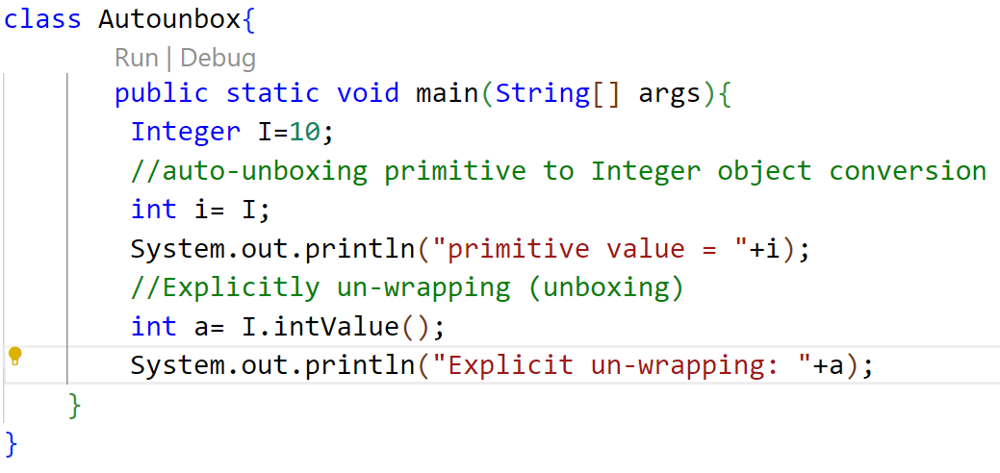 class Autounbox{
Run | Debug
public static void main(String[] args){
Integer I=10;
//auto-unboxing primitive to Integer object conversion
int i= I;
System.out.println("primitive value = "+i);
//Explicitly un-wrapping (unboxing)
int a= I.intValue();
System.out.println("Explicit un-wrapping: "+a);
}
}